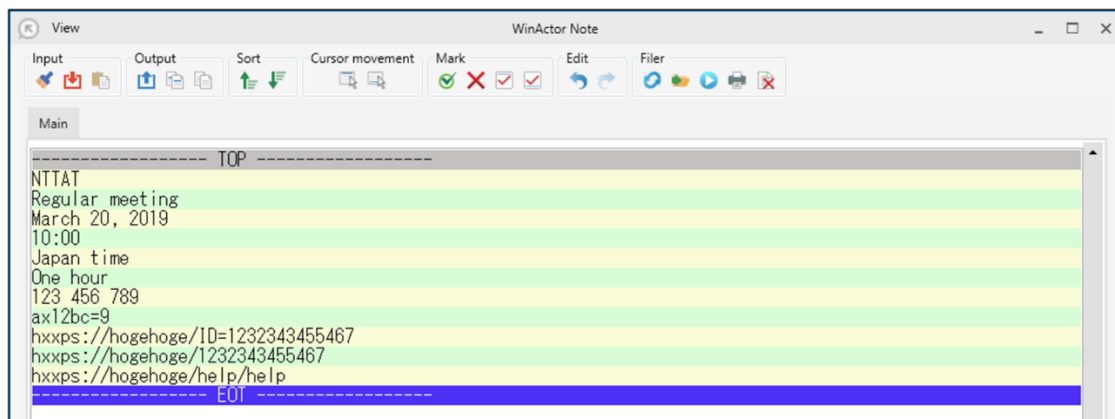 View
WinActor Note
Input Output Sort Cursor movement Mark Edit Filer
Main
------------------ TOP ------------------
NTTAT
Regular meeting
March 20, 2019
10:00
Japan time
One hour
123 456 789
ax12bc=9
hxxps://hogehoge/ID=1232343455467
hxxps://hogehoge/1232343455467
hxxps://hogehoge/help/help
------------------ EOT ------------------